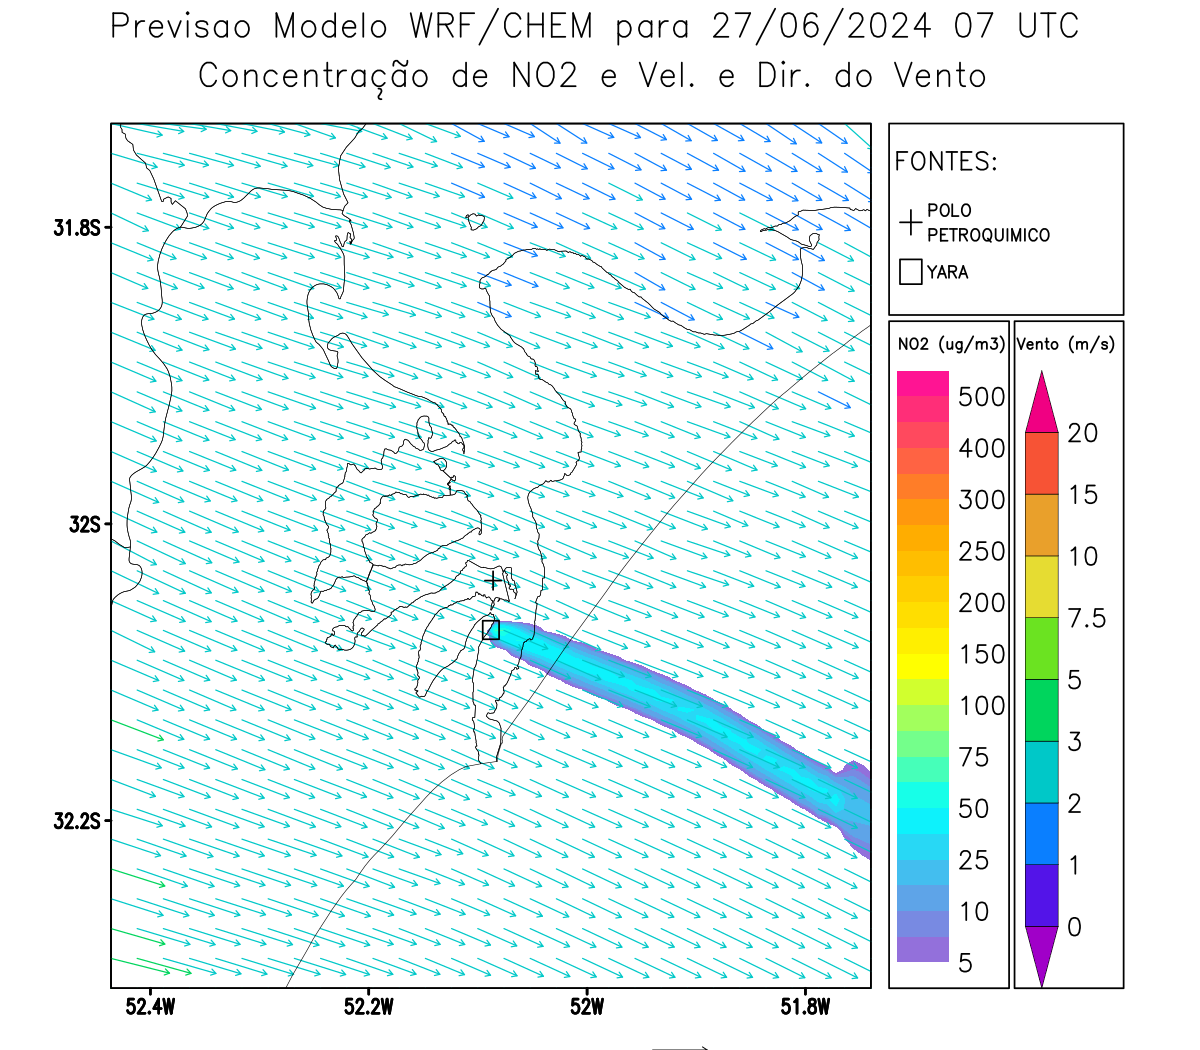 Previsao Modelo WRF/CHEM para 27/06/2024 07 UTC
Concentração de NO2 e Vel. e Dir. do Vento
FONTES:
POLO
PETROQUIMICO
YARA
31.8S
32S
32.2S
52.4W
52.2W
52W
51.8W
NO2 (ug/m3)
500
400
300
250
200
150
100
75
50
25
10
5
Vento (m/s)
20
15
10
7.5
5
3
2
1
0